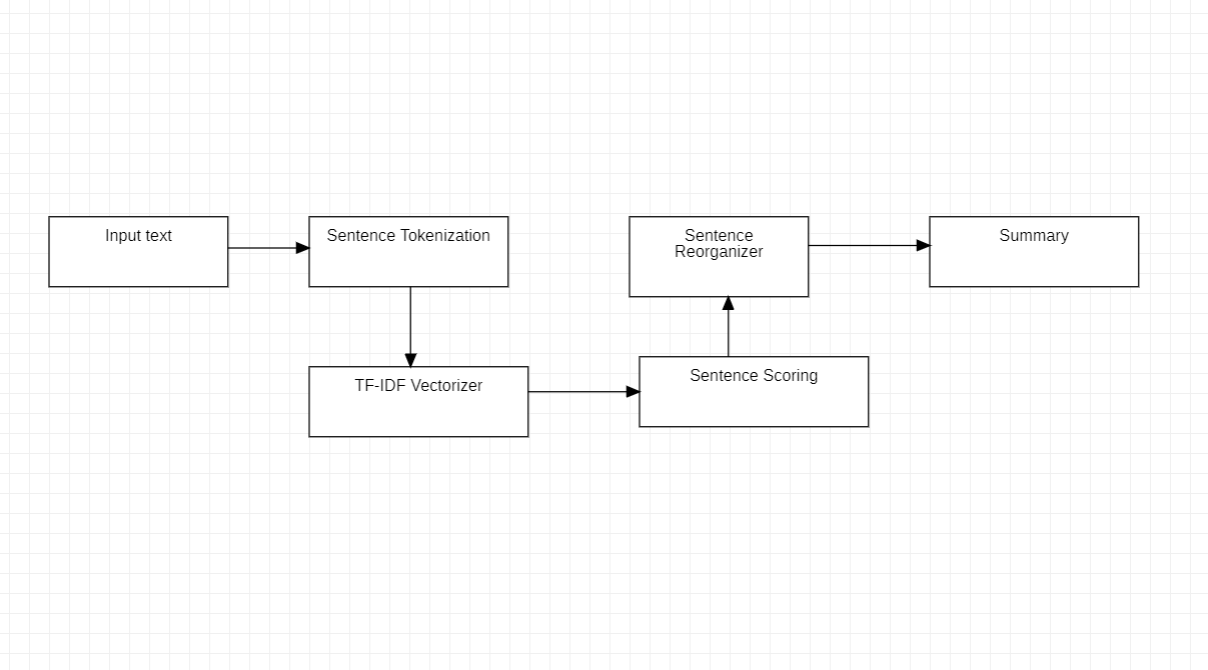 Input text
Sentence Tokenization
TF-IDF Vectorizer
Sentence Scoring
Sentence
Reorganizer
Summary